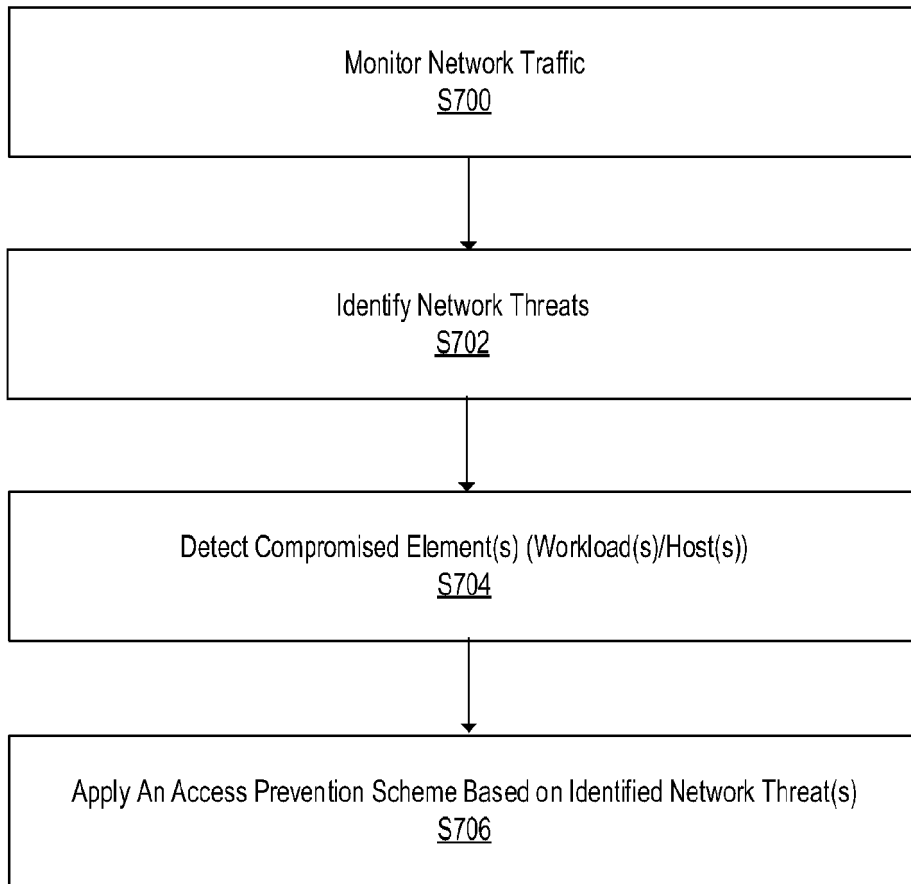 Monitor Network Traffic
S700
Identify Network Threats
S702
Detect Compromised Element(s) (Workload(s)/Host(s))
S704
Apply An Access Prevention Scheme Based on Identified Network Threat(s)
S706